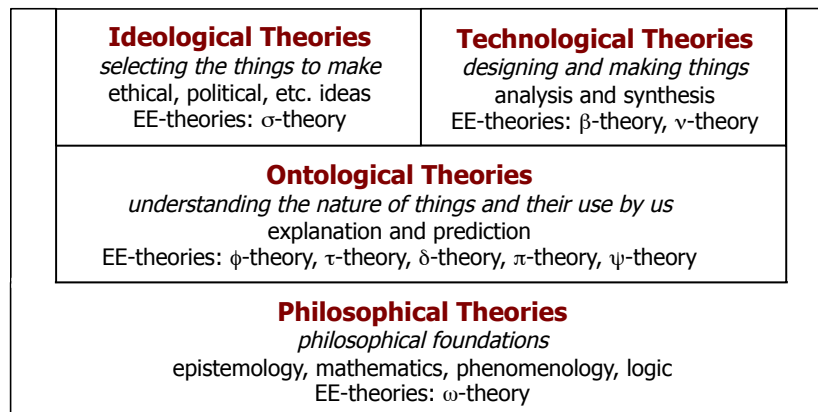 Ideological Theories
selecting the things to make
ethical, political, etc. ideas
EE-theories: σ-theory
Technological Theories
designing and making things
analysis and synthesis
EE-theories: β-theory, ν-theory
Ontological Theories
understanding the nature of things and their use by us
explanation and prediction
EE-theories: ϕ-theory, τ-theory, δ-theory, π-theory, ψ-theory
Philosophical Theories
philosophical foundations
epistemology, mathematics, phenomenology, logic
EE-theories: ω-theory